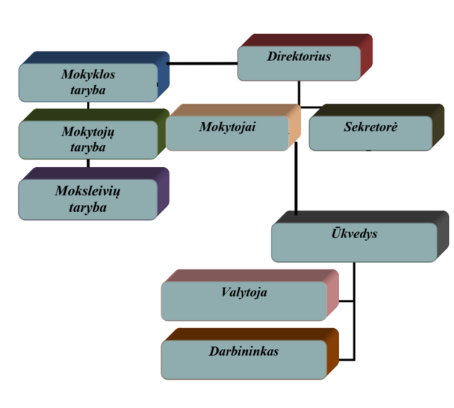 Direktorius
Mokyklos
taryba
Mokytojų
taryba
Mokytojai
Sekretorė
Moksleivių
taryba
Ūkvedys
Valytoja
Darbininkas